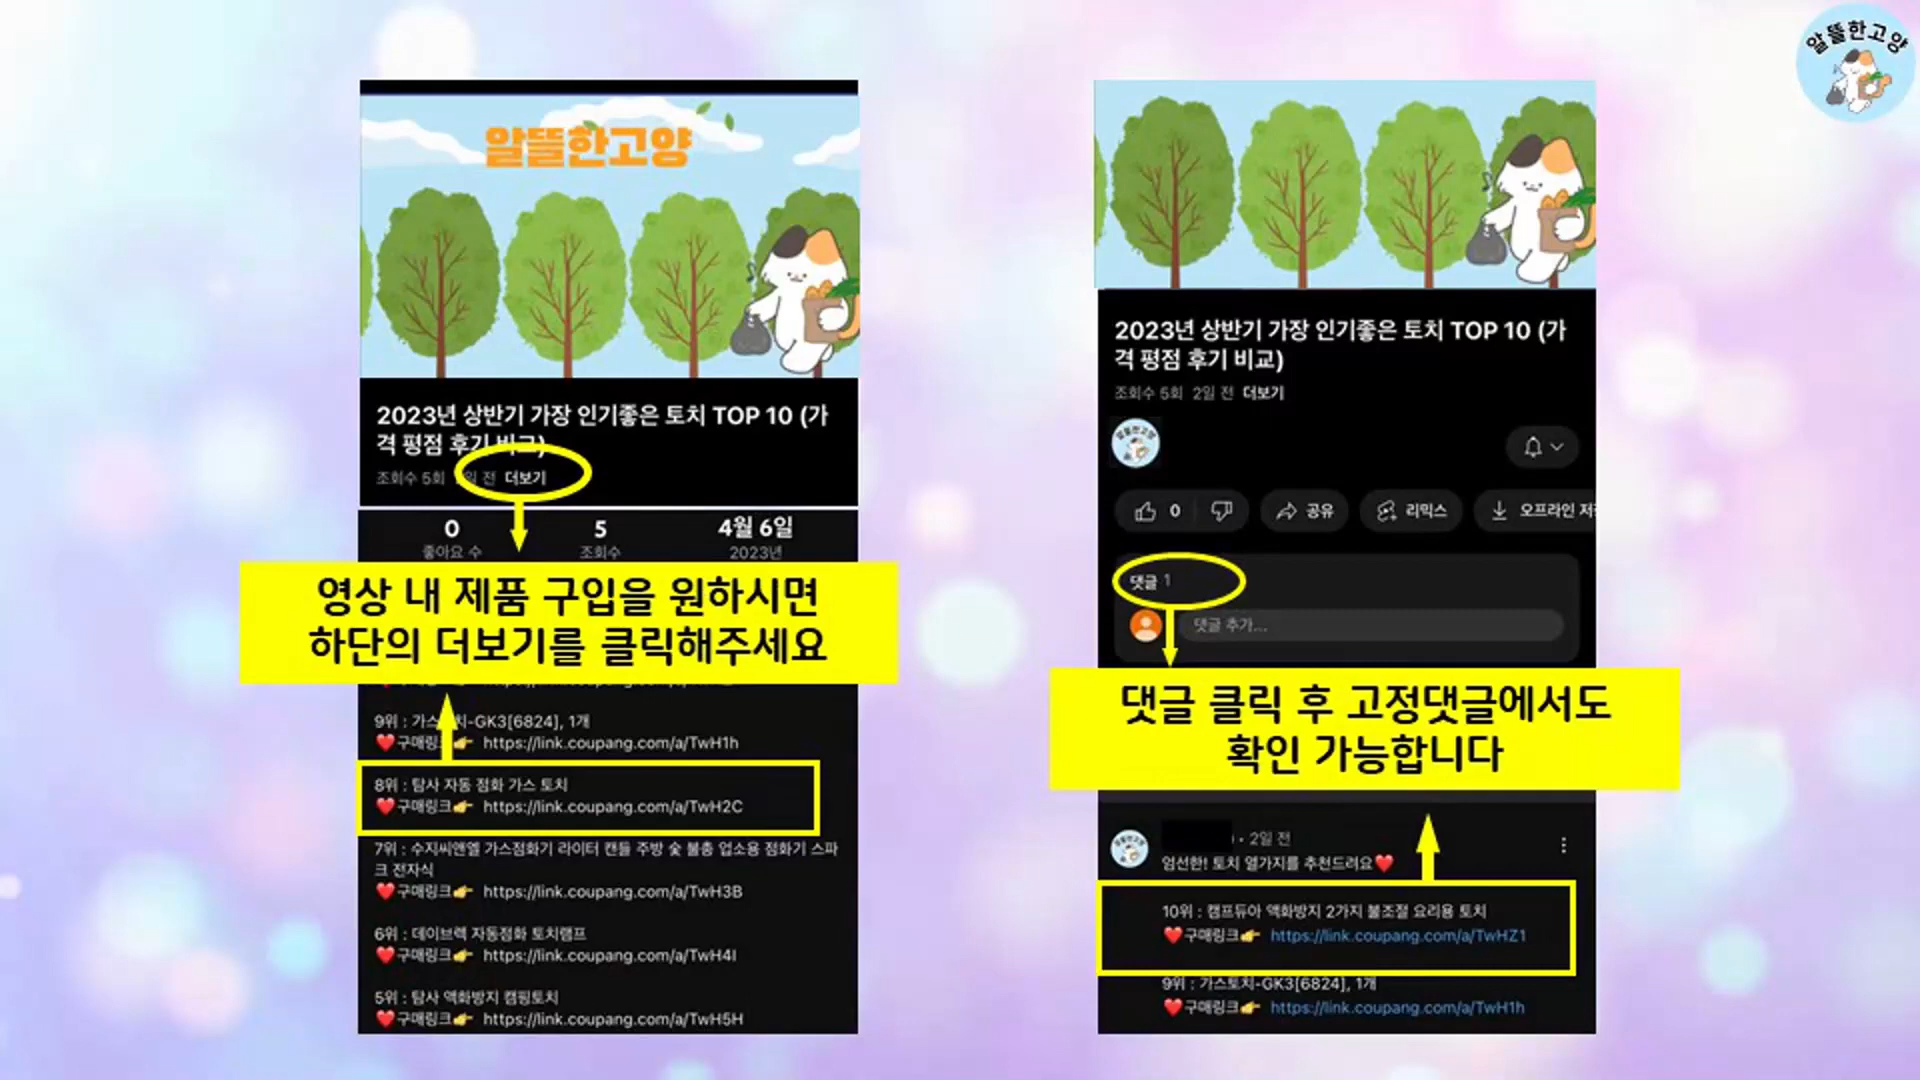 알뜰한고양
알뜰한고양
2023년 상반기 가장 인기좋은 토치 TOP 10 (가
격 평점 후기 비교)
조회수 5회 2일 전 더보기
0
좋아요 수
5
조회수
4월 6일
2023년
영상 내 제품 구입을 원하시면
하단의 더보기를 클릭해주세요
9위 : 가스토치-GK3[6824], 1개
❤️구매링크👉 https://link.coupang.com/a/TwH1h
8위 : 탐사 자동 점화 가스 토치
❤️구매링크👉 https://link.coupang.com/a/TwH2C
7위 : 수지씨앤엘 가스점화기 라이터 캔들 주방 숯 불총 업소용 점화기 스파
크 전자식
❤️구매링크👉 https://link.coupang.com/a/TwH3B
6위 : 데이브렉 자동점화 토치램프
❤️구매링크👉 https://link.coupang.com/a/TwH4I
5위 : 탐사 액화방지 캠핑토치
❤️구매링크👉 https://link.coupang.com/a/TwH5H
2023년 상반기 가장 인기좋은 토치 TOP 10 (가
격 평점 후기 비교)
조회수 5회 2일 전 더보기
알뜰한고양
0
공유
리믹스
오프라인 저
댓글 1
댓글 추가...
댓글 클릭 후 고정댓글에서도
확인 가능합니다
알뜰한고양
· 2일 전
엄선한! 토치 열가지를 추천드려요❤️
10위 : 캠프듀아 액화방지 2가지 불조절 요리용 토치
❤️구매링크👉 https://link.coupang.com/a/TwHZ1
9위 : 가스토치-GK3[6824], 1개
❤️구매링크👉 https://link.coupang.com/a/TwH1h